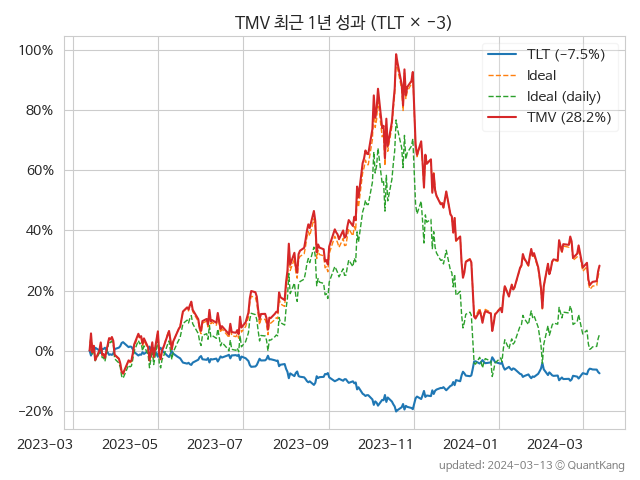 TMV 최근 1년 성과 (TLT × -3)
100%
80%
60%
40%
20%
0%
-20%
TLT (-7.5%)
Ideal
Ideal (daily)
TMV (28.2%)
2023-03
2023-05
2023-07
2023-09
2023-11
2024-01
2024-03
updated: 2024-03-13 © QuantKang